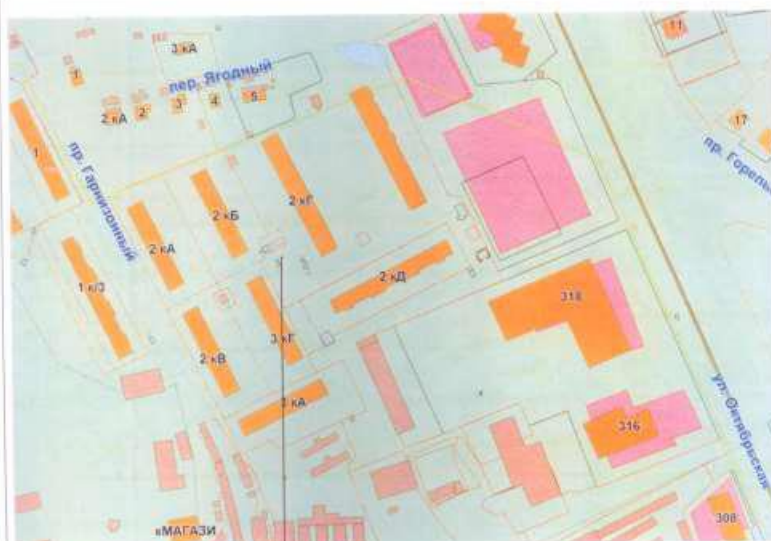 11
3 кА
1
пер. Ягодный
2 кА
2
3
4
5
17
1
пр. Гарнизонный
пр. Горелы
2 кА
2 кБ
2 кГ
1 к/3
2 кД
318
2 кВ
3 кГ
3 кА
316
ул. Октябрьская
«МАГАЗИ
308